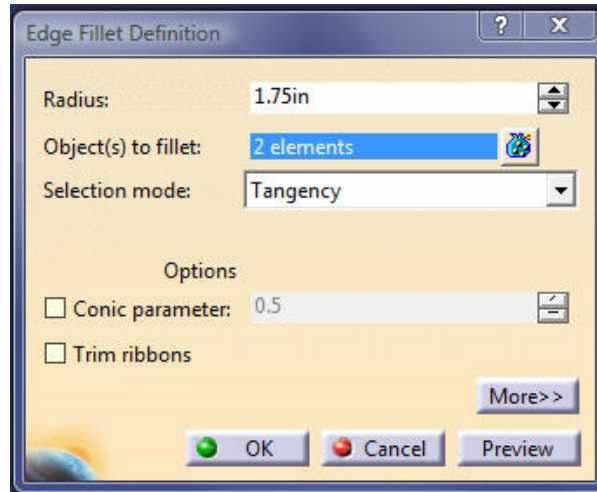 Edge Fillet Definition ? X
Radius: 1.75in
Object(s) to fillet: 2 elements
Selection mode: Tangency
Options
Conic parameter: 0.5
Trim ribbons
More>>
OK Cancel Preview